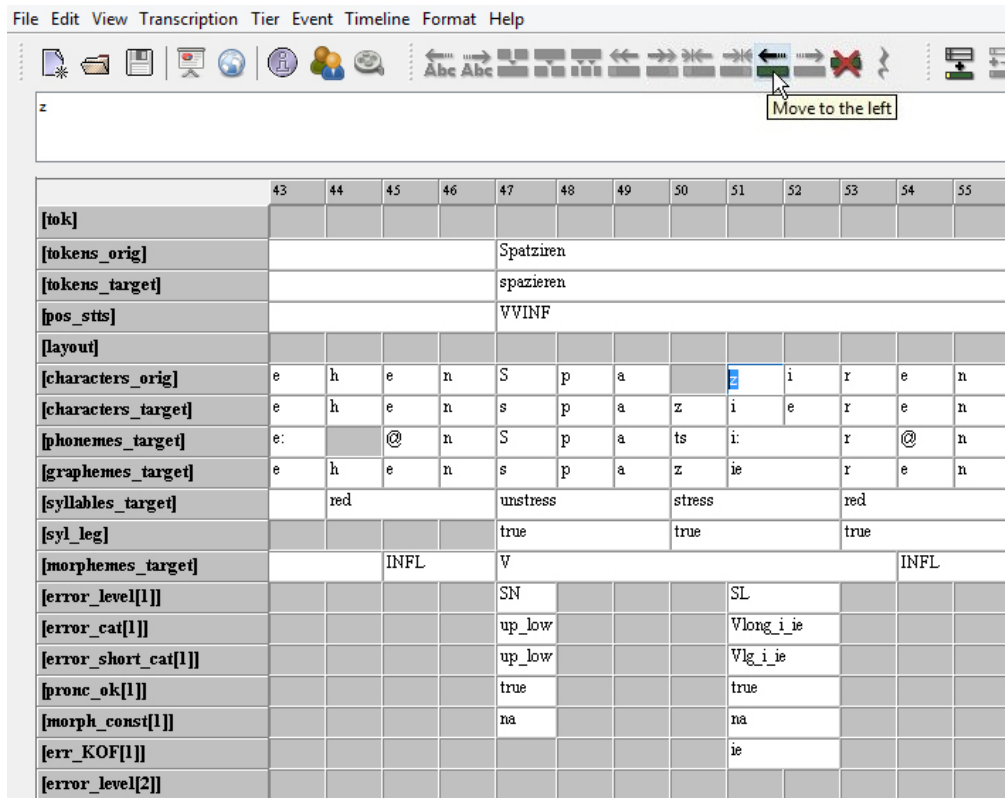 File Edit View Transcription Tier Event Timeline Format Help
Abc Abc
z
Move to the left
43 44 45 46 47 48 49 50 51 52 53 54 55
[tok]
[tokens_orig] Spatziren
[tokens_target] spazieren
[pos_stts] VVINF
[layout]
[characters_orig] e h e n S p a z i r e n
[characters_target] e h e n s p a z i e r e n
[phonemes_target] e: @ n S p a ts i: r @ n
[graphemes_target] e h e n s p a z ie r e n
[syllables_target] red unstress stress red
[syl_leg] true true true
[morphemes_target] INFL V INFL
[error_level[1]] SN SL
[error_cat[1]] up_low Vlong_i_ie
[error_short_cat[1]] up_low Vlg_i_ie
[pronc_ok[1]] true true
[morph_const[1]] na na
[err_KOF[1]] ie
[error_level[2]]